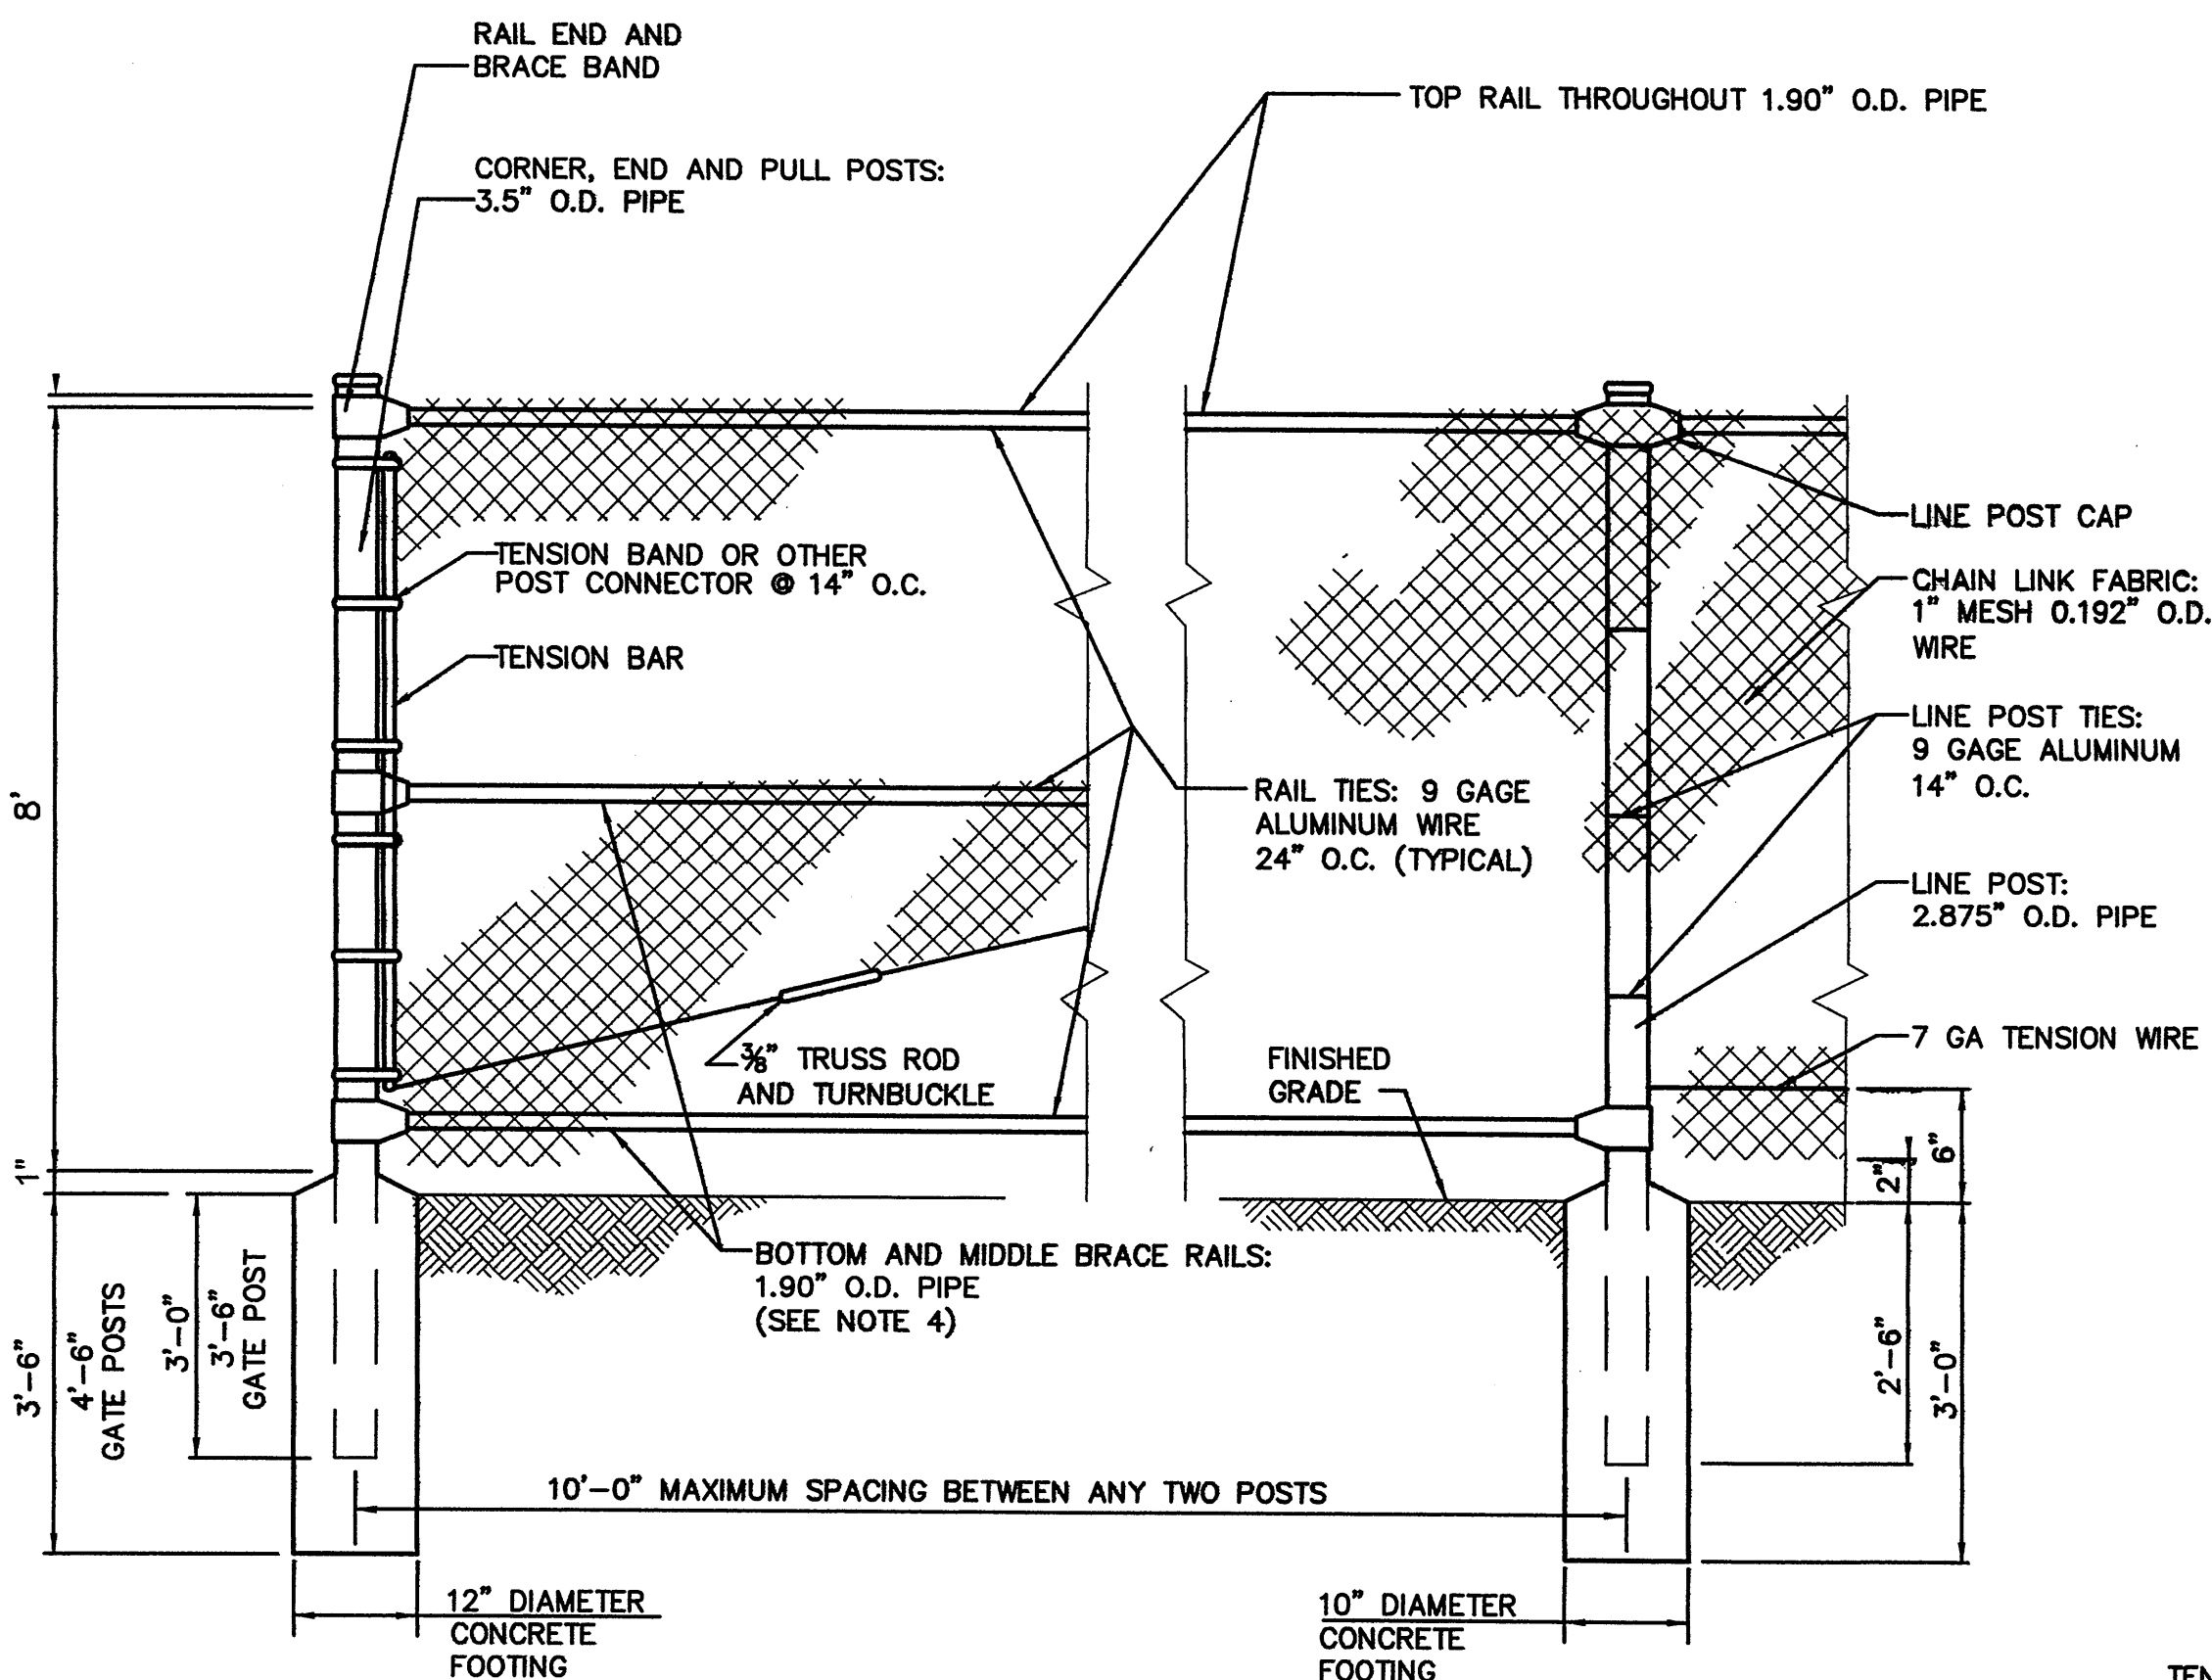 RAIL END AND
BRACE BAND
TOP RAIL THROUGHOUT 1.90" O.D. PIPE
CORNER, END AND PULL POSTS:
3.5" O.D. PIPE
TENSION BAND OR OTHER
POST CONNECTOR @ 14" O.C.
TENSION BAR
LINE POST CAP
CHAIN LINK FABRIC:
1" MESH 0.192" O.D.
WIRE
LINE POST TIES:
9 GAGE ALUMINUM
14" O.C.
RAIL TIES: 9 GAGE
ALUMINUM WIRE
24" O.C. (TYPICAL)
LINE POST:
2.875" O.D. PIPE
7 GA TENSION WIRE
⅜" TRUSS ROD
AND TURNBUCKLE
FINISHED
GRADE
8'
1"
6"
2"
BOTTOM AND MIDDLE BRACE RAILS:
1.90" O.D. PIPE
(SEE NOTE 4)
3'-6"
4'-6"
GATE POSTS
3'-0"
3'-6"
GATE POST
2'-6"
3'-0"
10'-0" MAXIMUM SPACING BETWEEN ANY TWO POSTS
12" DIAMETER
CONCRETE
FOOTING
10" DIAMETER
CONCRETE
FOOTING
TEN